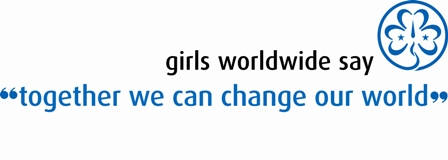 girls worldwide say
“together we can change our world”